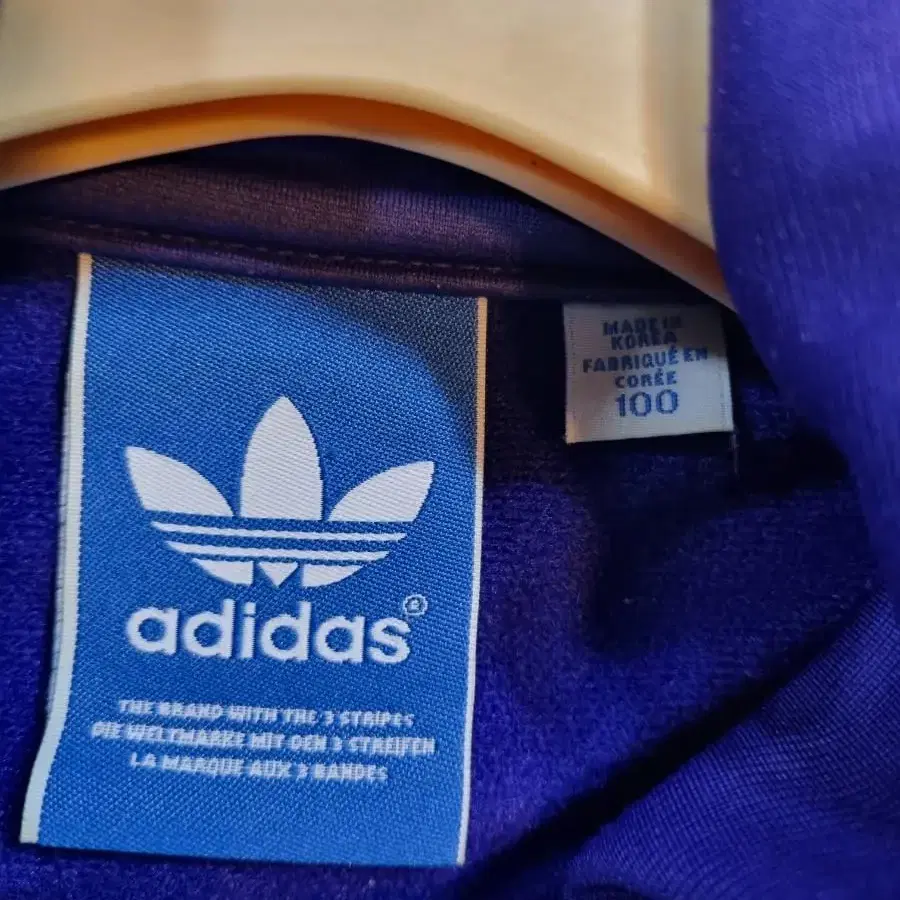 adidas®
THE BRAND WITH THE 3 STRIPES
DIE WELTMARKE MIT DEN 3 STREIFEN
LA MARQUE AUX 3 BANDES
MADE IN
KOREA
FABRIQUÉ EN
CORÉE
100